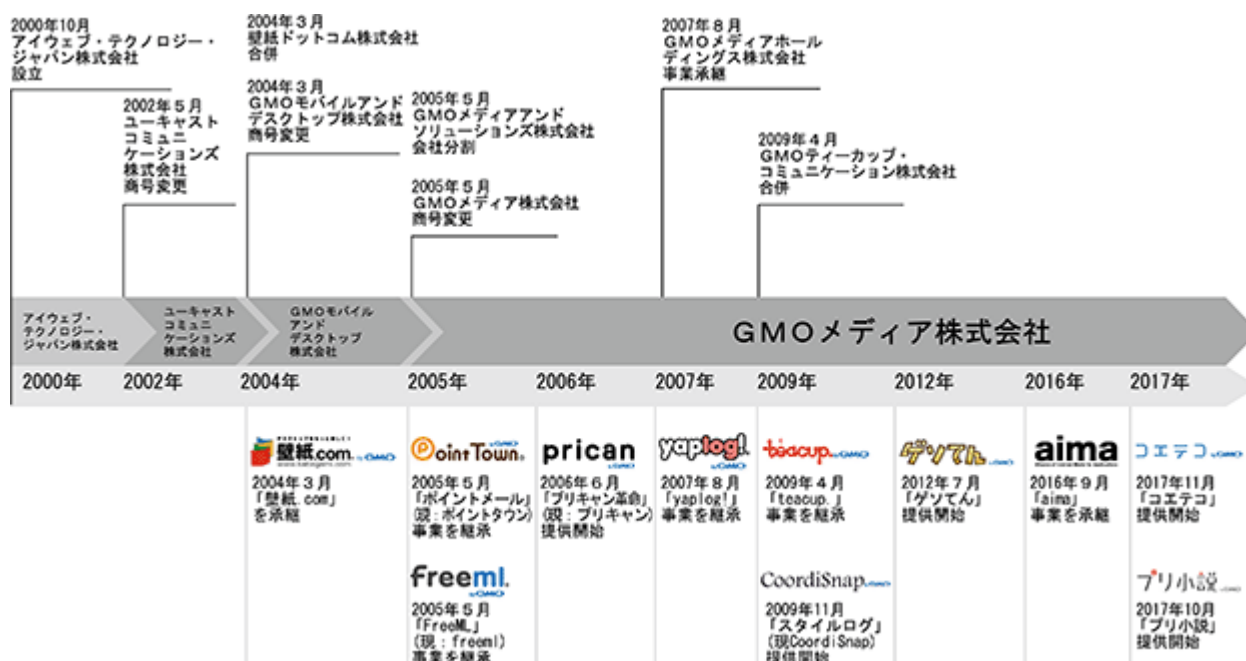 2000年10月
アイウェブ・テクノロジー・
ジャパン株式会社
設立
2002年5月
ユーキャスト
コミュニ
ケーションズ
株式会社
商号変更
2004年3月
壁紙ドットコム株式会社
合併
2004年3月
GMOモバイルアンド
デスクトップ株式会社
商号変更
2005年5月
GMOメディアアンド
ソリューションズ株式会社
会社分割
2005年5月
GMOメディア株式会社
商号変更
2007年8月
GMOメディアホール
ディングス株式会社
事業承継
2009年4月
GMOティーカップ・
コミュニケーション株式会社
合併
アイウェブ・
テクノロジー・
ジャパン株式会社
ユーキャスト
コミュニ
ケーションズ
株式会社
GMOモバイル
アンド
デスクトップ
株式会社
GMOメディア株式会社
2000年
2002年
2004年
2005年
2006年
2007年
2009年
2012年
2016年
2017年
壁紙.com by GMO
2004年3月
「壁紙.com」
を承継
PointTown by GMO
2005年5月
「ポイントメール」
(現：ポイントタウン)
事業を継承
freeml by GMO
2005年5月
「FreeML」
(現：freeml)
事業を継承
prican by GMO
2006年6月
「プリキャン革命」
(現：プリキャン)
提供開始
yaplog! by GMO
2007年8月
「yaplog!」
事業を継承
teacup. by GMO
2009年4月
「teacup.」
事業を継承
CoordiSnap by GMO
2009年11月
「スタイルログ」
(現CoordiSnap)
提供開始
ゲソてん by GMO
2012年7月
「ゲソてん」
提供開始
aima
2016年9月
「aima」
事業を承継
コエテコ by GMO
2017年11月
「コエテコ」
提供開始
プリ小説 by GMO
2017年10月
「プリ小説」
提供開始